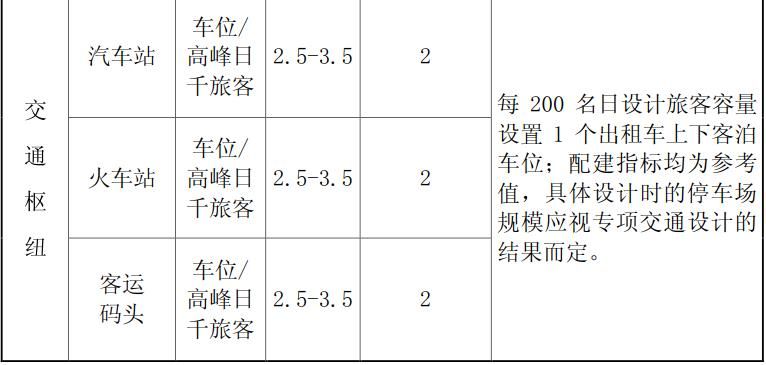 交通枢纽
汽车站
车位/
高峰日
千旅客
2.5-3.5
2
火车站
车位/
高峰日
千旅客
2.5-3.5
2
客运
码头
车位/
高峰日
千旅客
2.5-3.5
2
每 200 名日设计旅客容量
设置 1 个出租车上下客泊
车位；配建指标均为参考
值，具体设计时的停车场
规模应视专项交通设计的
结果而定。